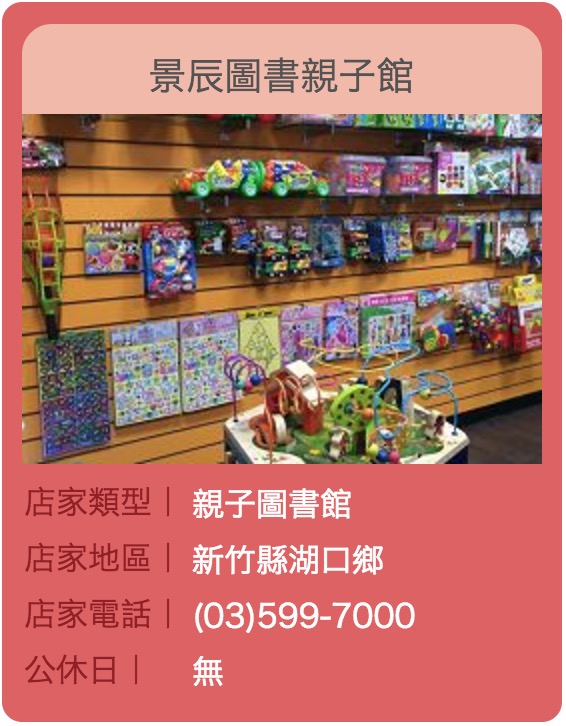 景辰圖書親子館
店家類型｜ 親子圖書館
店家地區｜ 新竹縣湖口鄉
店家電話｜ (03)599-7000
公休日｜ 無